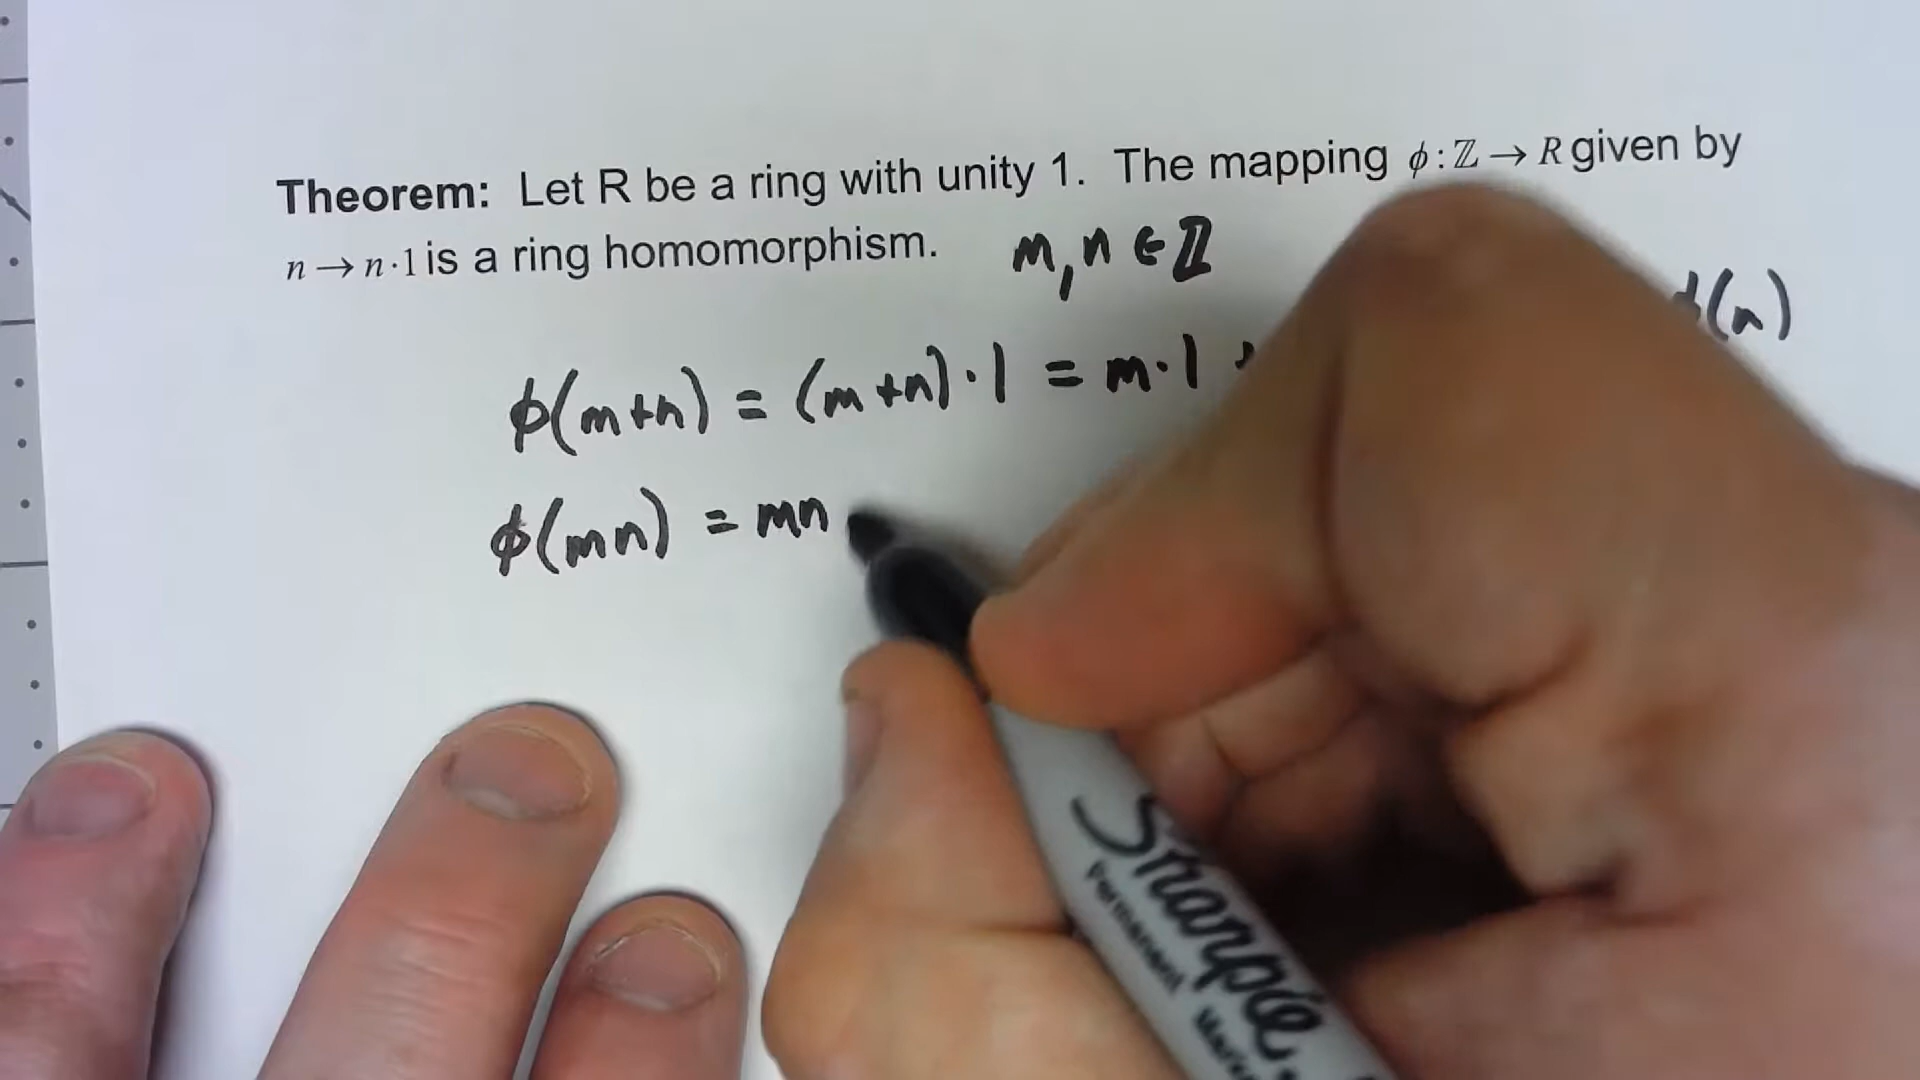 Theorem: Let R be a ring with unity 1. The mapping ϕ : ℤ → R given by
n → n·1 is a ring homomorphism. m, n ∈ ℤ
ϕ(m+n) = (m+n)·1 = m·1 + ϕ(n)
ϕ(mn) = mn
Sharpie
Permanent